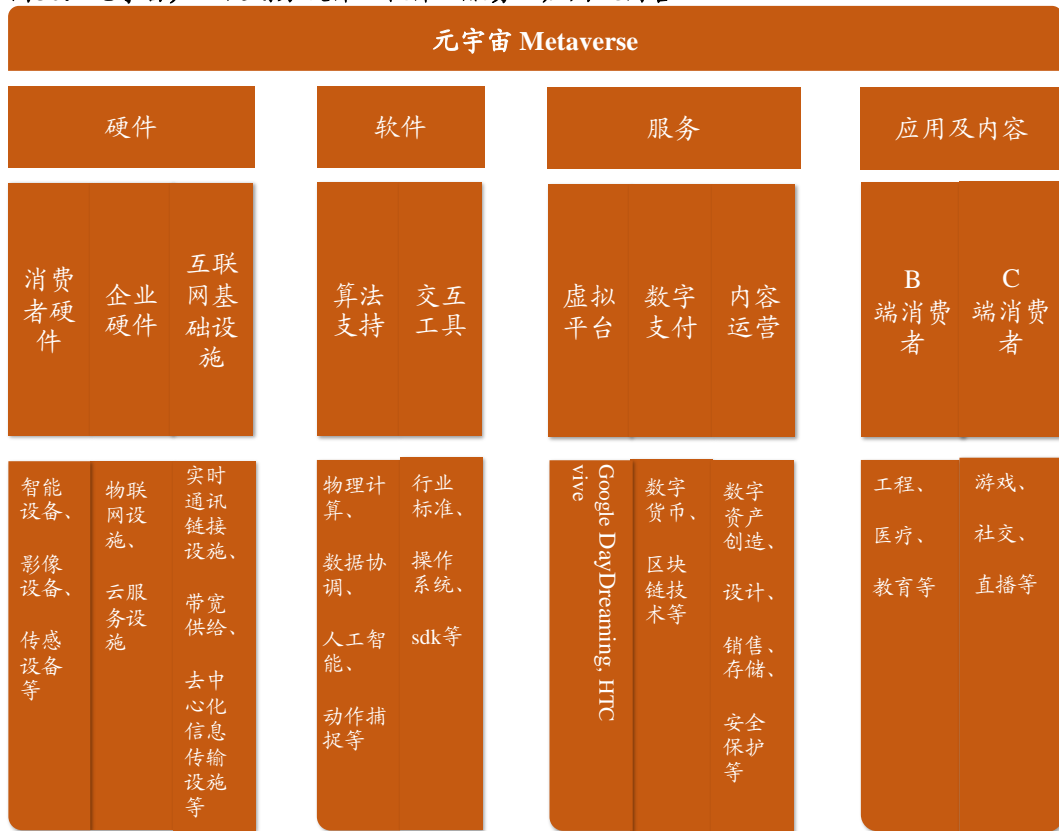 元宇宙 Metaverse
硬件
软件
服务
应用及内容
消费
者硬
件
企业
硬件
互联
网基
础设
施
算法
支持
交互
工具
虚拟
平台
数字
支付
内容
运营
B
端消费
者
C
端消费
者
智能
设备、
影像
设备、
传感
设备
等
物联
网设
施、
云服
务设
施
实时
通讯
链接
设施、
带宽
供给、
去中
心化
信息
传输
设施
等
物理计
算、
数据协
调、
人工智
能、
动作捕
捉等
行业
标准、
操作
系统、
sdk等
Google DayDreaming, HTC
vive
数字
货币、
区块
链技
术等
数字
资产
创造、
设计、
销售、
存储、
安全
保护
等
工程、
医疗、
教育等
游戏、
社交、
直播等